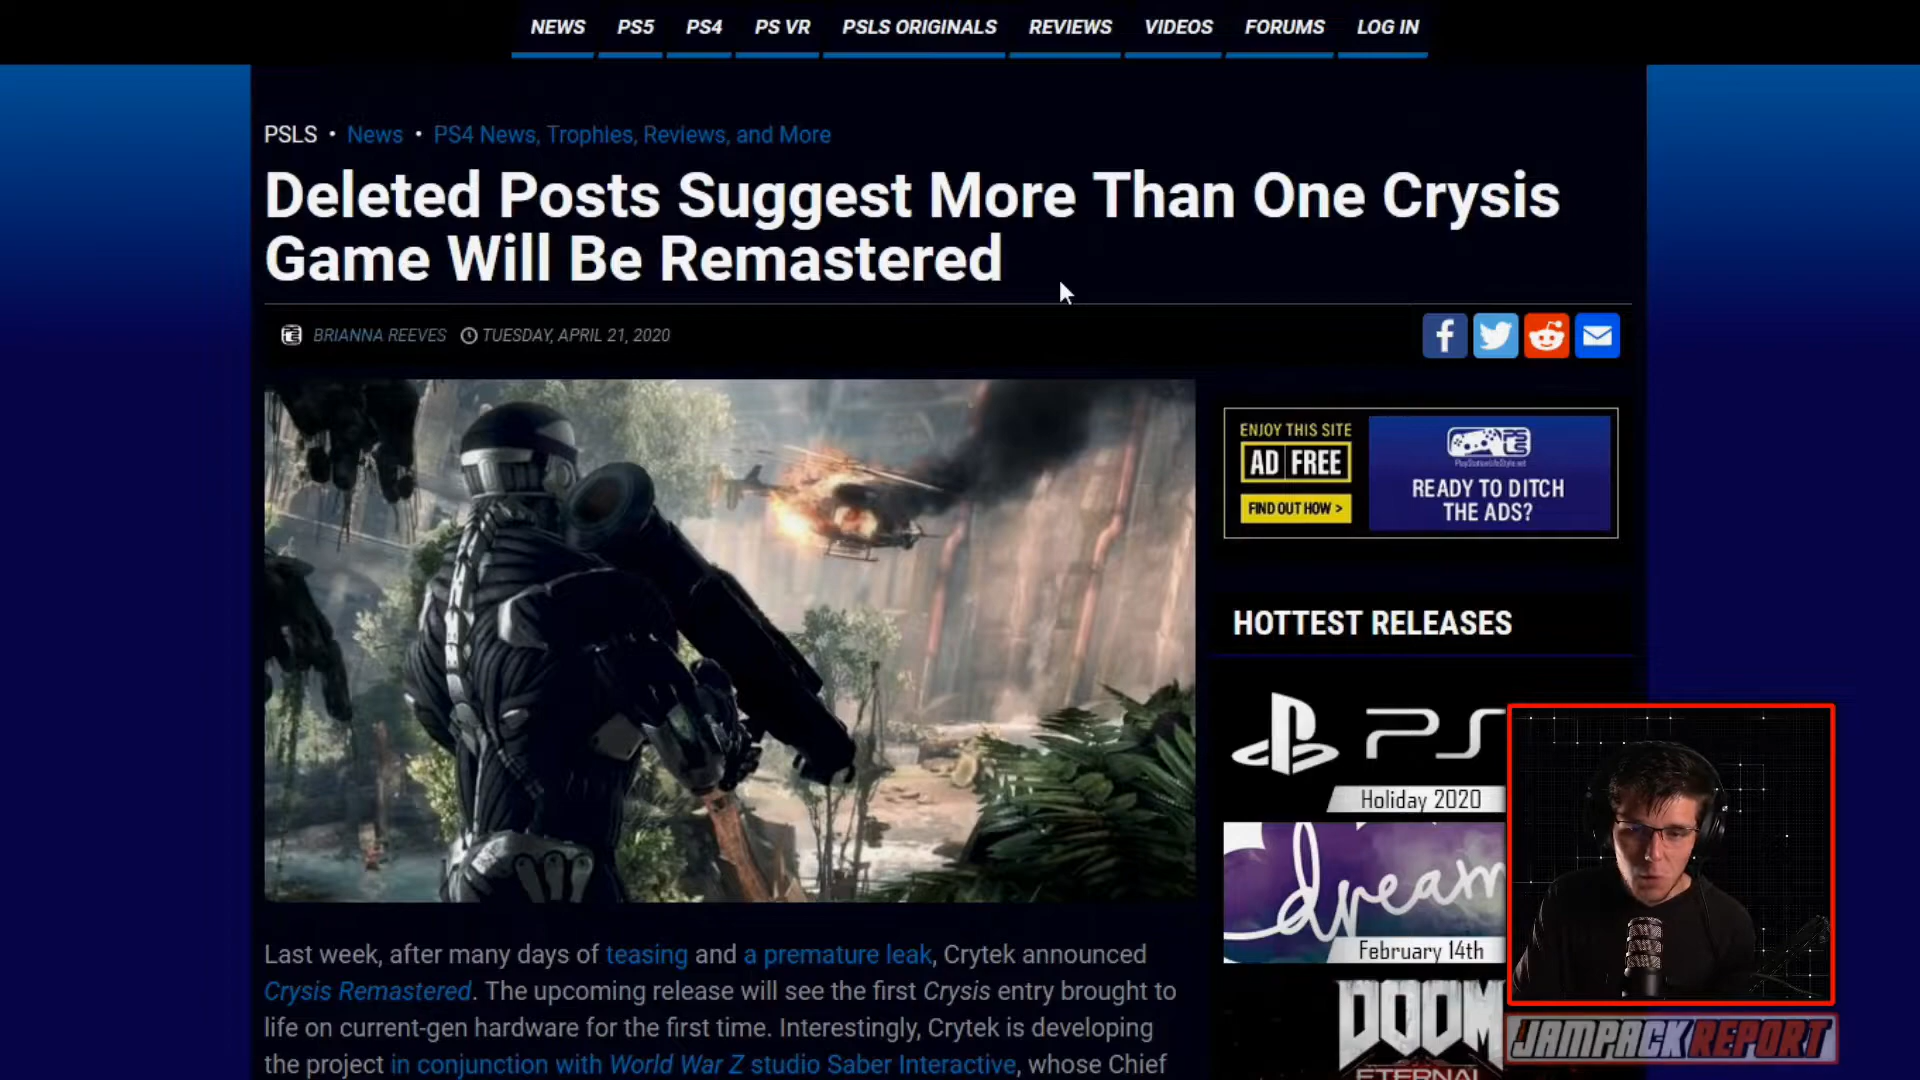 NEWS PS5 PS4 PS VR PSLS ORIGINALS REVIEWS VIDEOS FORUMS LOG IN
PSLS • News • PS4 News, Trophies, Reviews, and More
Deleted Posts Suggest More Than One Crysis
Game Will Be Remastered
BRIANNA REEVES TUESDAY, APRIL 21, 2020
ENJOY THIS SITE
AD FREE
FIND OUT HOW >
PlayStationLifeStyle.net
READY TO DITCH
THE ADS?
HOTTEST RELEASES
PS
Holiday 2020
dream
February 14th
DOOM
ETERNAL
Last week, after many days of teasing and a premature leak, Crytek announced
Crysis Remastered. The upcoming release will see the first Crysis entry brought to
life on current-gen hardware for the first time. Interestingly, Crytek is developing
the project in conjunction with World War Z studio Saber Interactive, whose Chief
JAMPACK REPORT